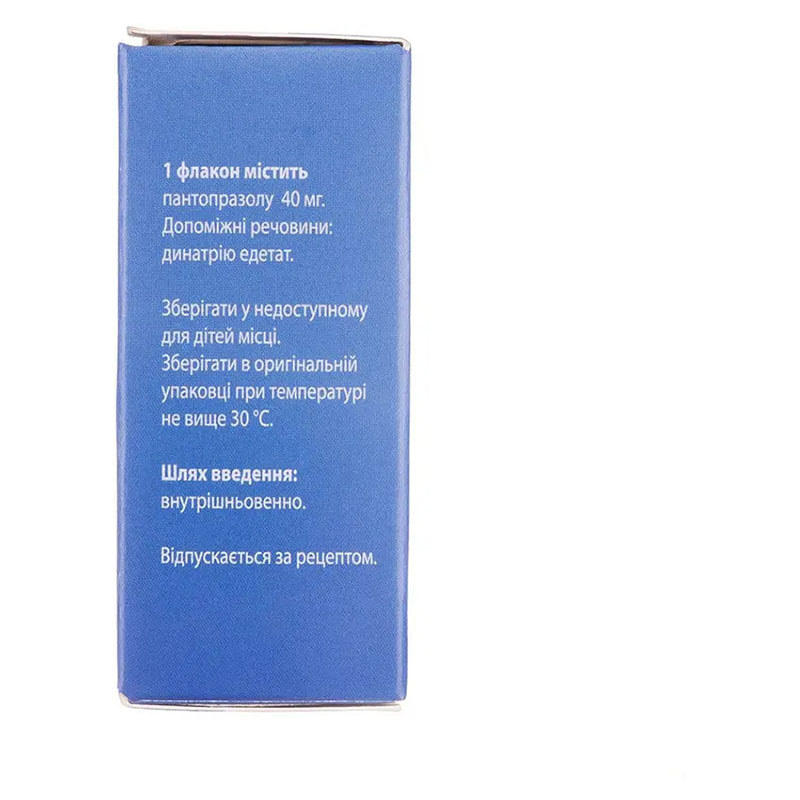 1 флакон містить
пантопразолу 40 мг.
Допоміжні речовини:
динатрію едетат.
Зберігати у недоступному
для дітей місці.
Зберігати в оригінальній
упаковці при температурі
не вище 30 °С.
Шлях введення:
внутрішньовенно.
Відпускається за рецептом.